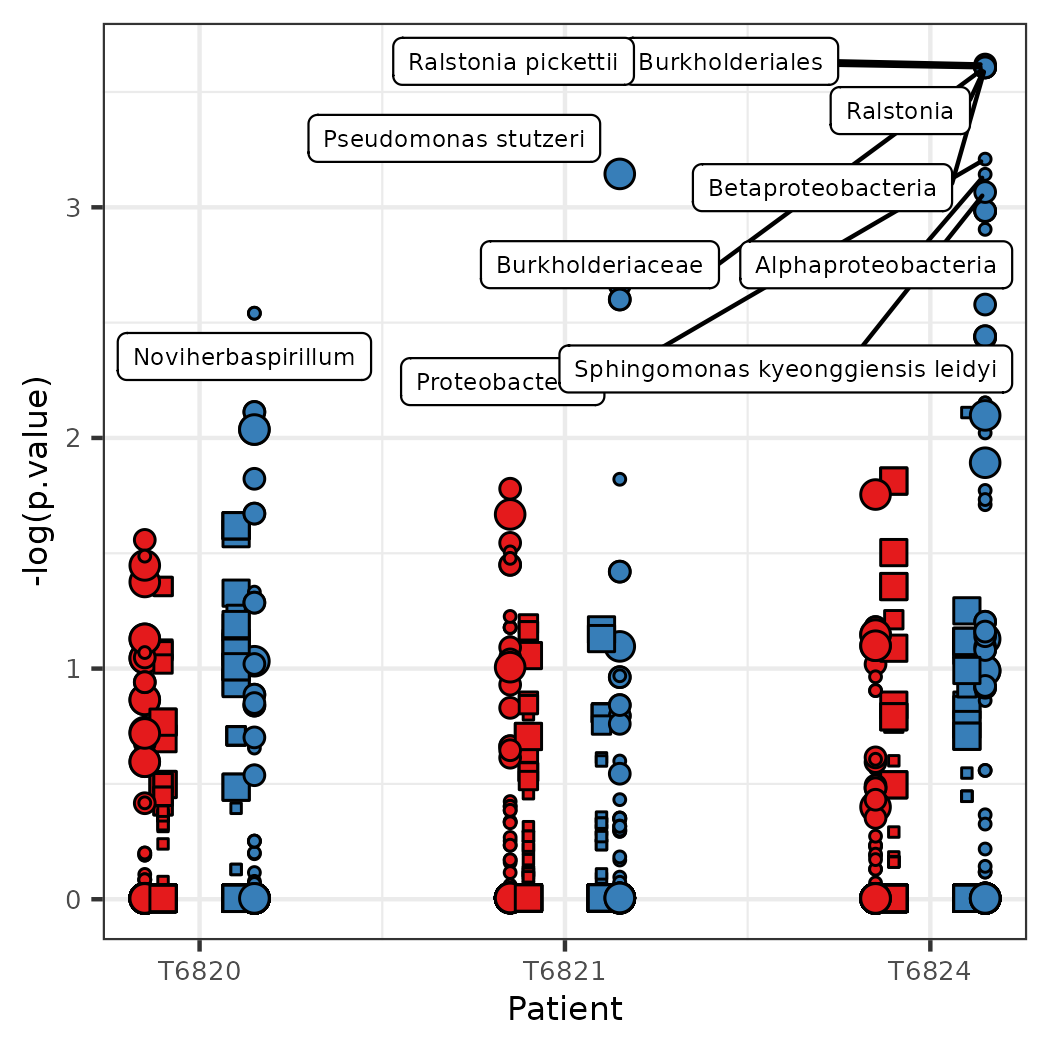 Ralstonia pickettii
Burkholderiales
Ralstonia
Pseudomonas stutzeri
Betaproteobacteria
Burkholderiaceae
Alphaproteobacteria
Noviherbaspirillum
Proteobacte
Sphingomonas kyeonggiensis leidyi
3
2
1
0
-log(p.value)
T6820
T6821
T6824
Patient